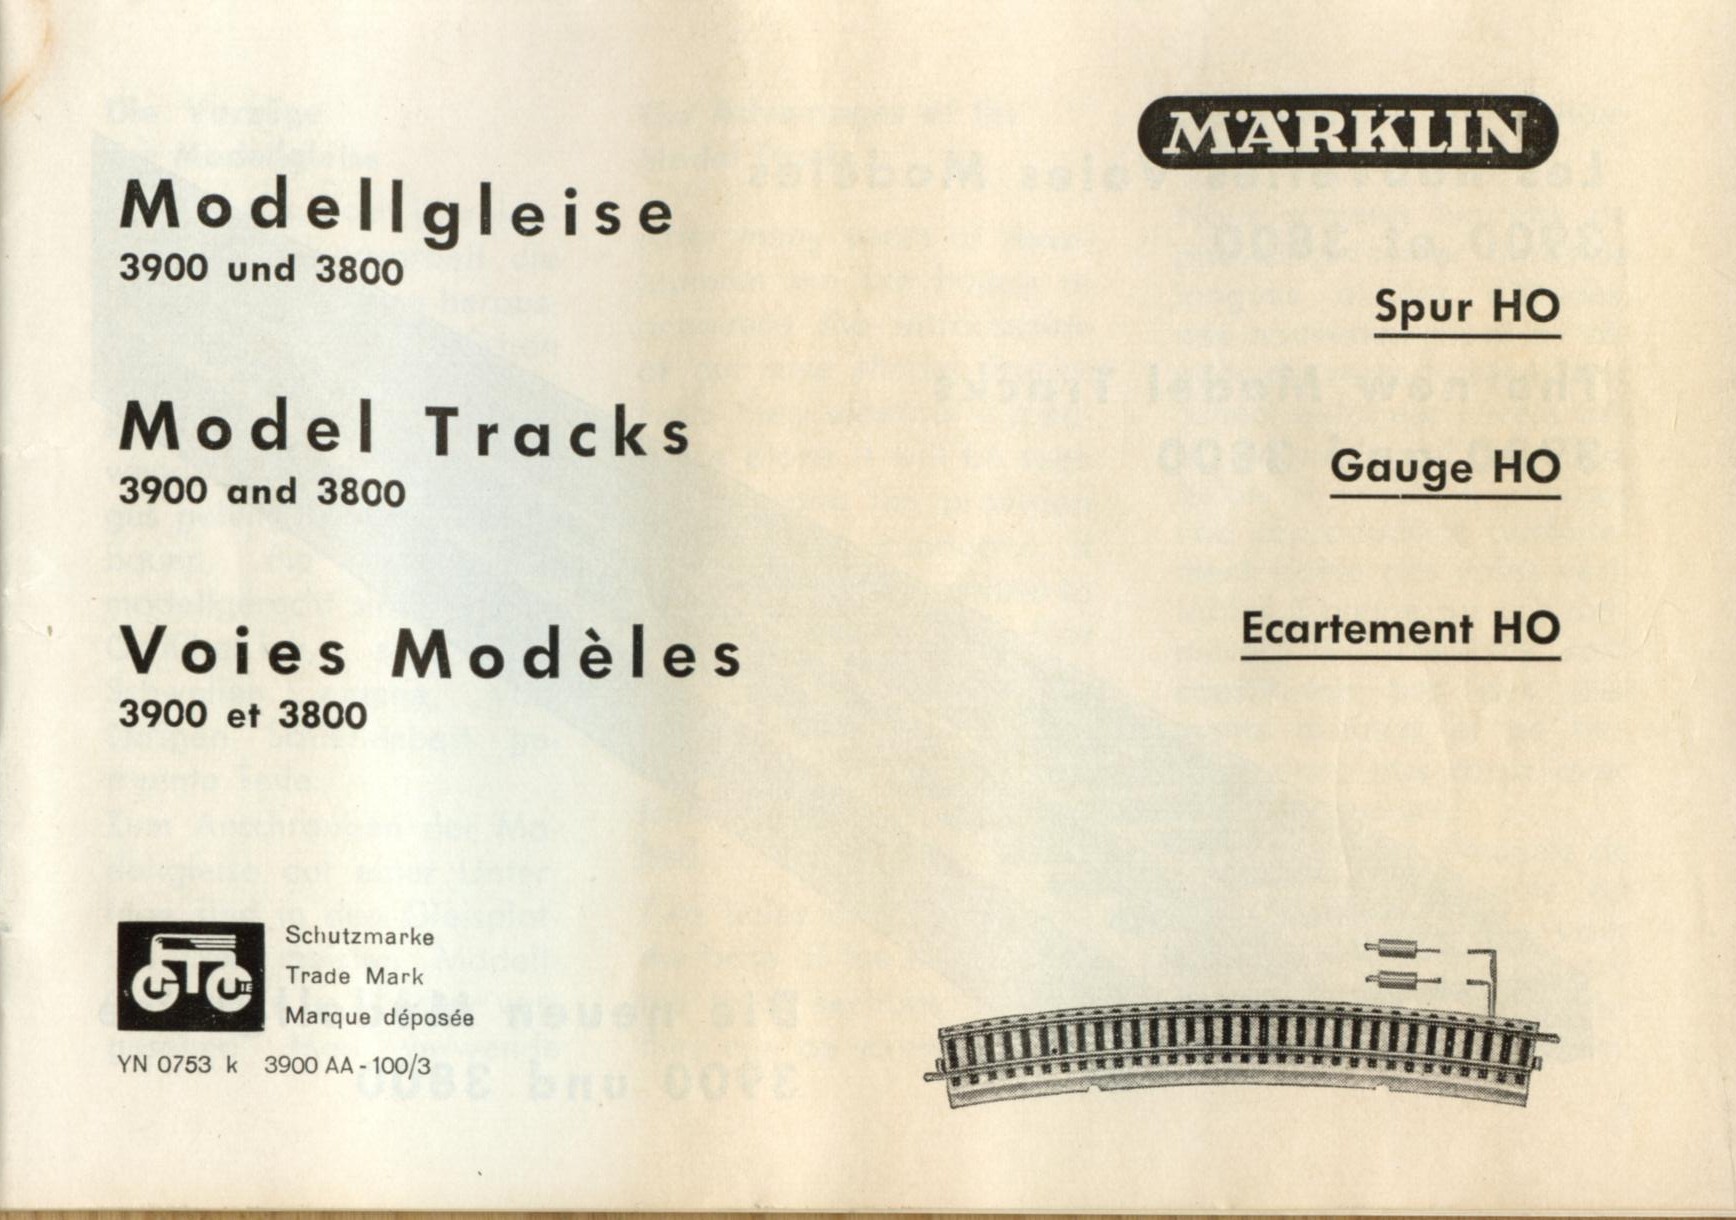 MÄRKLIN
Modellgleise
3900 und 3800
Spur HO
Model Tracks
3900 and 3800
Gauge HO
Voies Modèles
3900 et 3800
Ecartement HO
Schutzmarke
Trade Mark
Marque déposée
YN 0753 k 3900 AA - 100/3